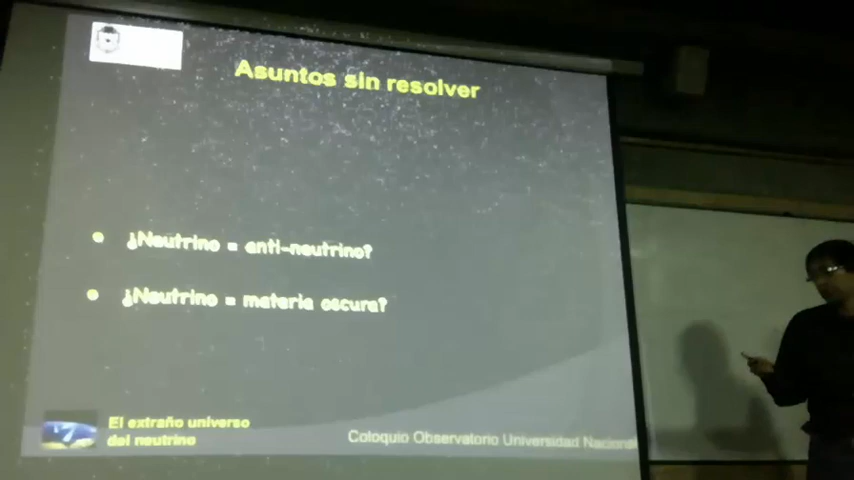 Asuntos sin resolver
¿Neutrino = anti-neutrino?
¿Neutrino = materia oscura?
El extraño universo
del neutrino
Coloquio Observatorio Universidad Nacional